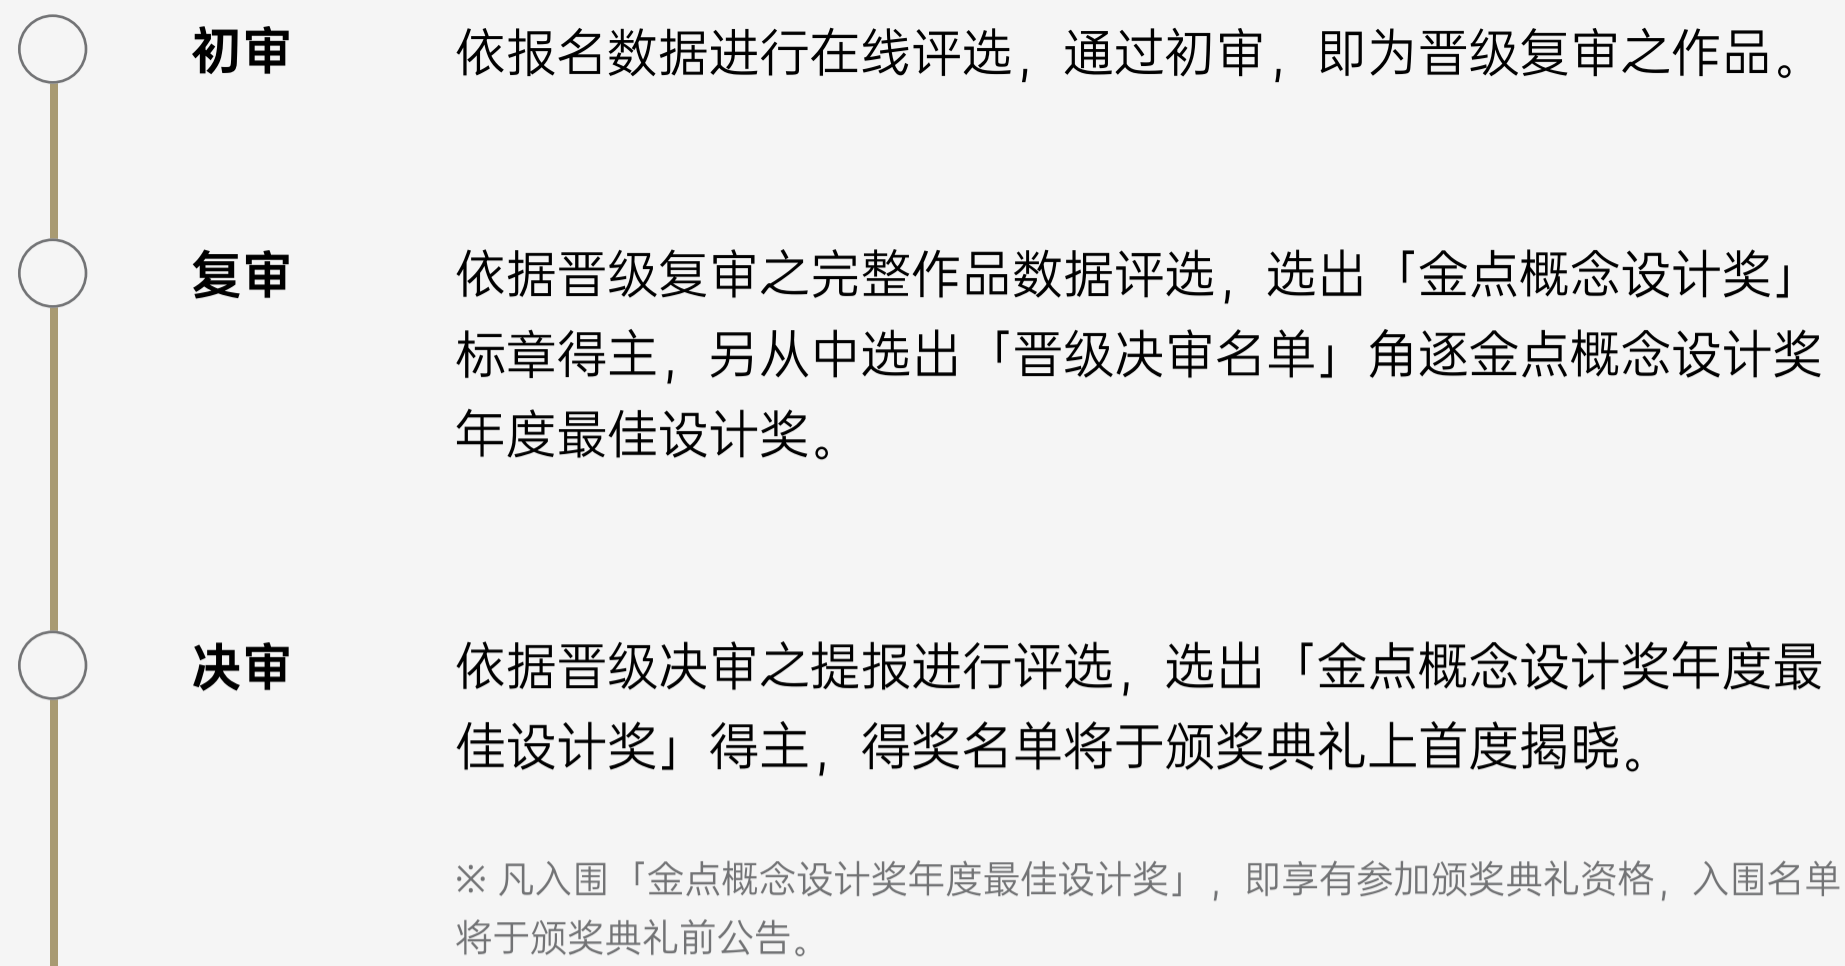 初审
依报名数据进行在线评选，通过初审，即为晋级复审之作品。
复审
依据晋级复审之完整作品数据评选，选出「金点概念设计奖」
标章得主，另从中选出「晋级决审名单」角逐金点概念设计奖
年度最佳设计奖。
决审
依据晋级决审之提报进行评选，选出「金点概念设计奖年度最
佳设计奖」得主，得奖名单将于颁奖典礼上首度揭晓。
※ 凡入围「金点概念设计奖年度最佳设计奖」，即享有参加颁奖典礼资格，入围名单
将于颁奖典礼前公告。